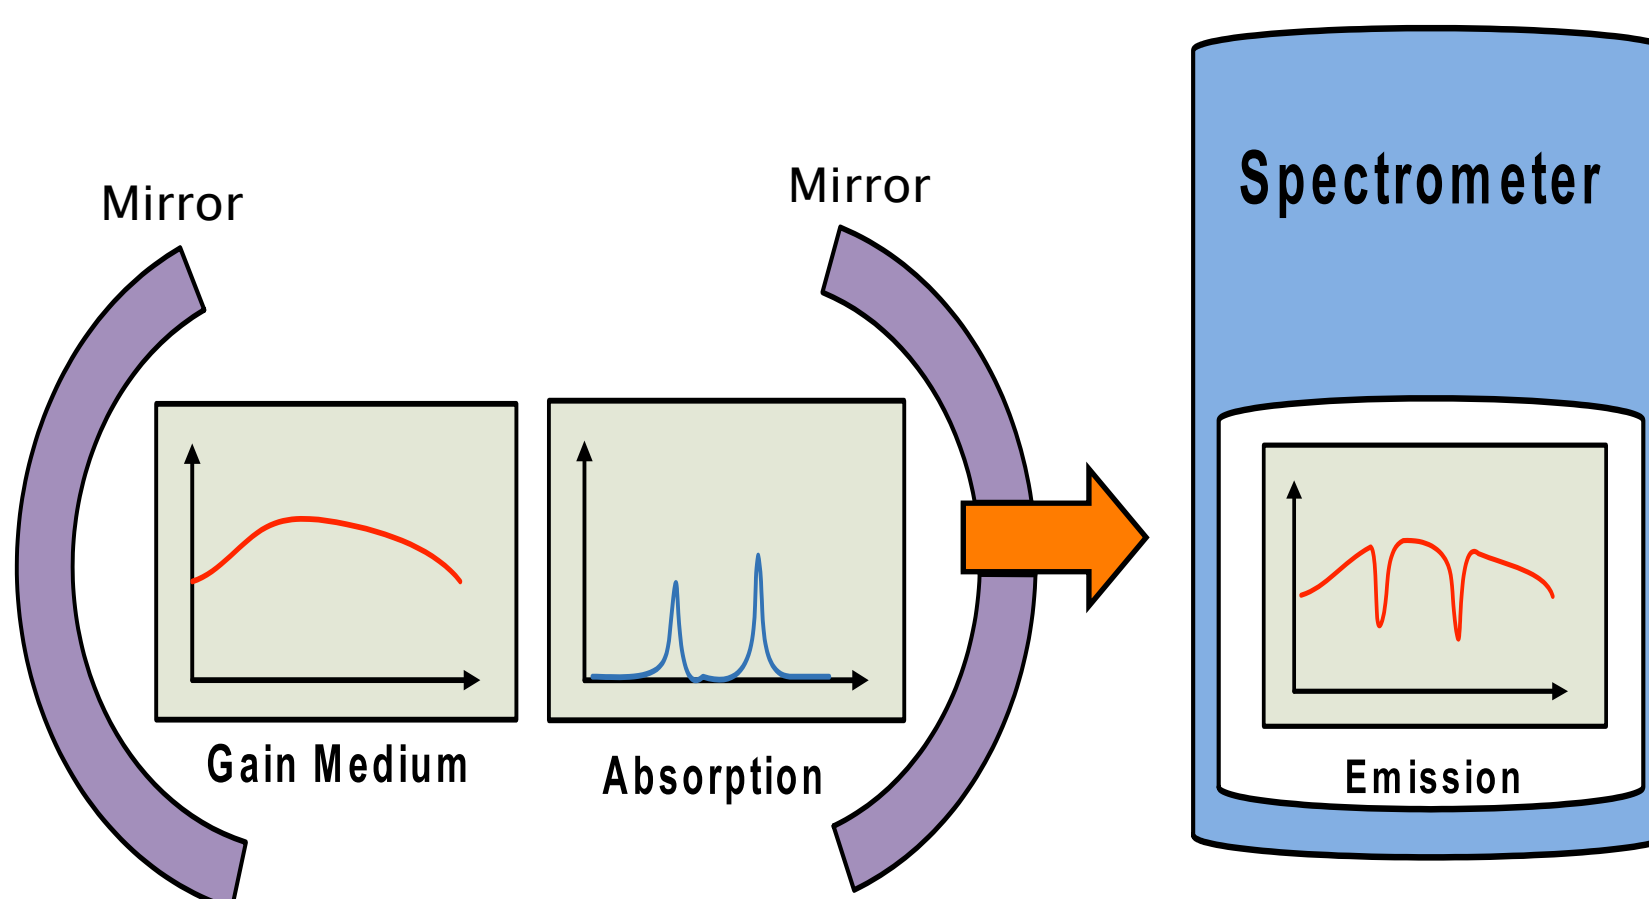 Mirror
Mirror
Spectrometer
Gain Medium
Absorption
Emission